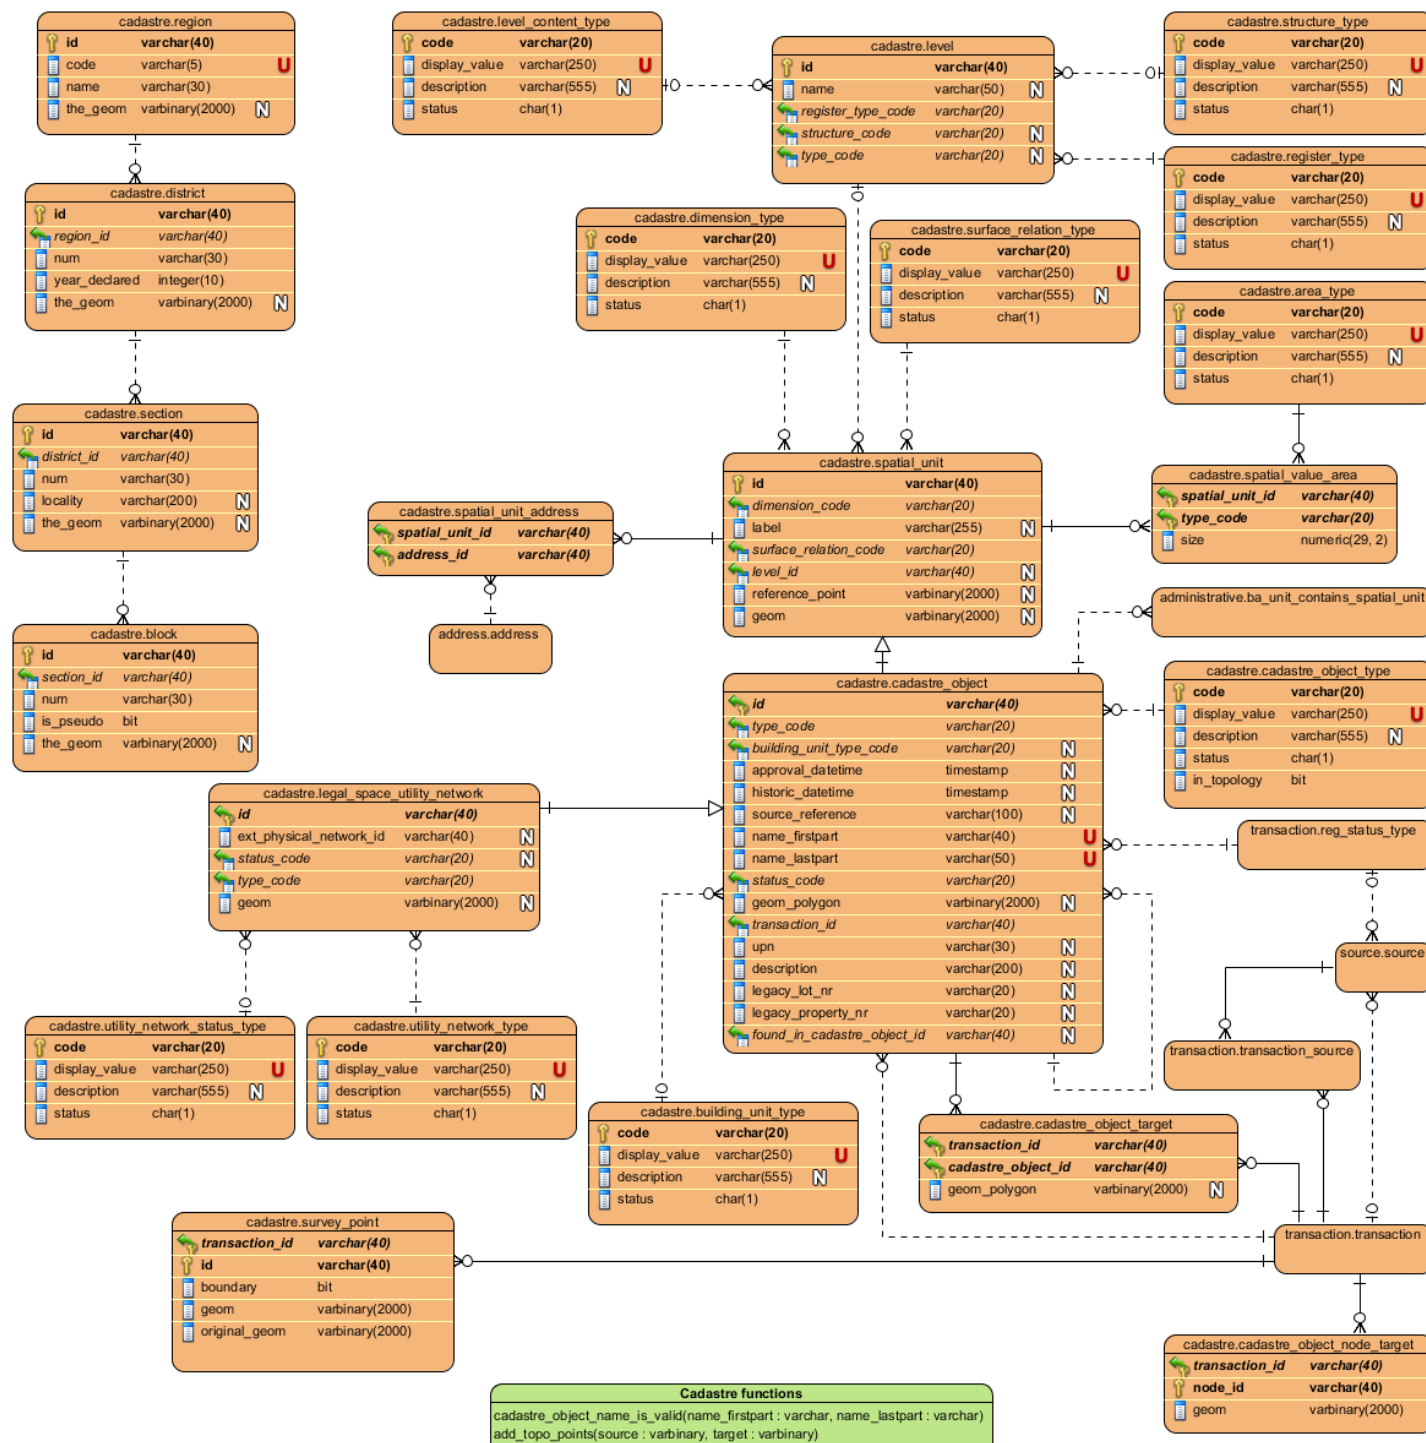 cadastre.region
id varchar(40)
code varchar(5) U
name varchar(30)
the_geom varbinary(2000) N
cadastre.level_content_type
code varchar(20)
display_value varchar(250) U
description varchar(555) N
status char(1)
cadastre.level
id varchar(40)
name varchar(50) N
register_type_code varchar(20)
structure_code varchar(20) N
type_code varchar(20) N
cadastre.structure_type
code varchar(20)
display_value varchar(250) U
description varchar(555) N
status char(1)
cadastre.register_type
code varchar(20)
display_value varchar(250) U
description varchar(555) N
status char(1)
cadastre.district
id varchar(40)
region_id varchar(40)
num varchar(30)
year_declared integer(10)
the_geom varbinary(2000) N
cadastre.dimension_type
code varchar(20)
display_value varchar(250) U
description varchar(555) N
status char(1)
cadastre.surface_relation_type
code varchar(20)
display_value varchar(250) U
description varchar(555) N
status char(1)
cadastre.area_type
code varchar(20)
display_value varchar(250) U
description varchar(555) N
status char(1)
cadastre.section
id varchar(40)
district_id varchar(40)
num varchar(30)
locality varchar(200) N
the_geom varbinary(2000) N
cadastre.spatial_unit_address
spatial_unit_id varchar(40)
address_id varchar(40)
cadastre.spatial_unit
id varchar(40)
dimension_code varchar(20)
label varchar(255) N
surface_relation_code varchar(20)
level_id varchar(40) N
reference_point varbinary(2000) N
geom varbinary(2000) N
cadastre.spatial_value_area
spatial_unit_id varchar(40)
type_code varchar(20)
size numeric(29, 2)
administrative.ba_unit_contains_spatial_unit
address.address
cadastre.block
id varchar(40)
section_id varchar(40)
num varchar(30)
is_pseudo bit
the_geom varbinary(2000) N
cadastre.cadastre_object
id varchar(40)
type_code varchar(20)
building_unit_type_code varchar(20) N
approval_datetime timestamp N
historic_datetime timestamp N
source_reference varchar(100) N
name_firstpart varchar(40) U
name_lastpart varchar(50) U
status_code varchar(20)
geom_polygon varbinary(2000) N
transaction_id varchar(40)
upn varchar(30) N
description varchar(200) N
legacy_lot_nr varchar(20) N
legacy_property_nr varchar(20) N
found_in_cadastre_object_id varchar(40) N
cadastre.cadastre_object_type
code varchar(20)
display_value varchar(250) U
description varchar(555) N
status char(1)
in_topology bit
cadastre.legal_space_utility_network
id varchar(40)
ext_physical_network_id varchar(40) N
status_code varchar(20) N
type_code varchar(20)
geom varbinary(2000) N
transaction.reg_status_type
source.source
transaction.transaction_source
cadastre.utility_network_status_type
code varchar(20)
display_value varchar(250) U
description varchar(555) N
status char(1)
cadastre.utility_network_type
code varchar(20)
display_value varchar(250) U
description varchar(555) N
status char(1)
cadastre.building_unit_type
code varchar(20)
display_value varchar(250) U
description varchar(555) N
status char(1)
cadastre.cadastre_object_target
transaction_id varchar(40)
cadastre_object_id varchar(40)
geom_polygon varbinary(2000) N
cadastre.survey_point
transaction_id varchar(40)
id varchar(40)
boundary bit
geom varbinary(2000)
original_geom varbinary(2000)
transaction.transaction
cadastre.cadastre_object_node_target
transaction_id varchar(40)
node_id varchar(40)
geom varbinary(2000)
Cadastre functions
cadastre_object_name_is_valid(name_firstpart : varchar, name_lastpart : varchar)
add_topo_points(source : varbinary, target : varbinary)